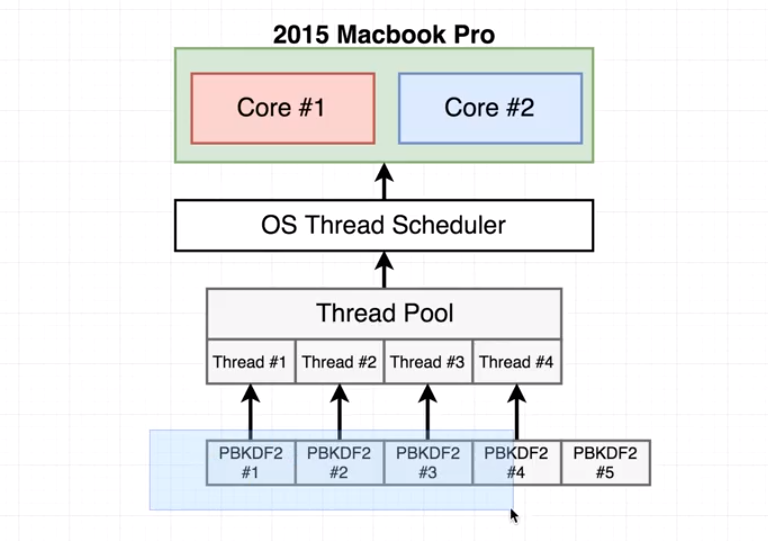 2015 Macbook Pro
Core #1
Core #2
OS Thread Scheduler
Thread Pool
Thread #1
Thread #2
Thread #3
Thread #4
PBKDF2
#1
PBKDF2
#2
PBKDF2
#3
PBKDF2
#4
PBKDF2
#5